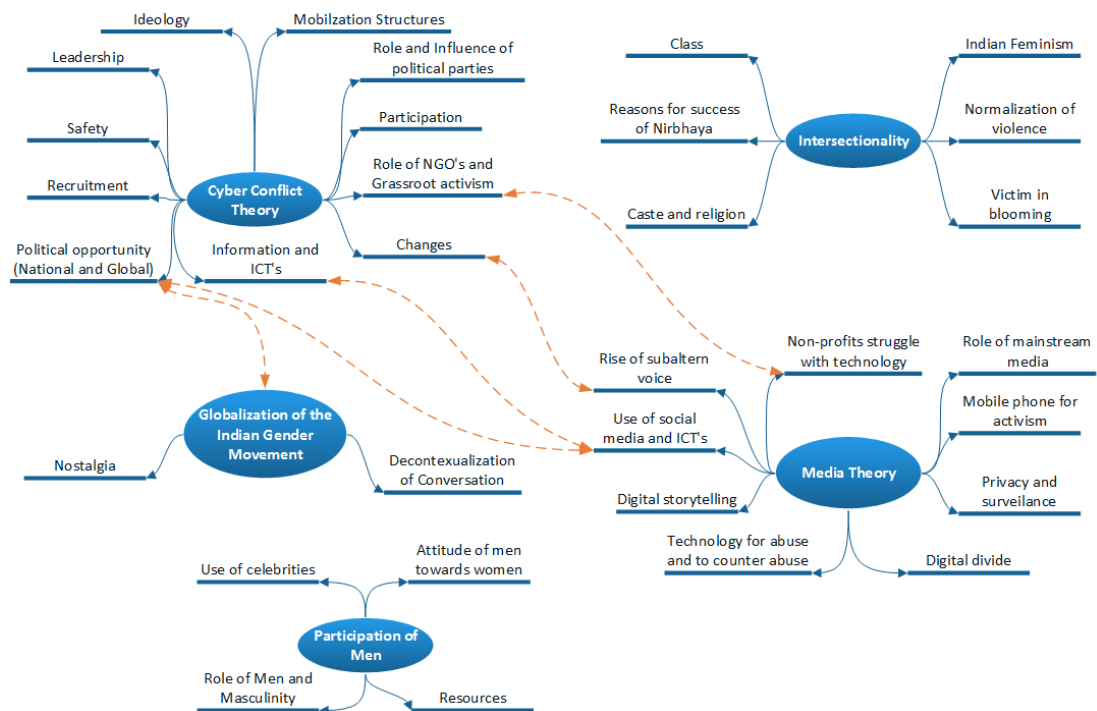 Ideology
Mobilzation Structures
Leadership
Role and Influence of
political parties
Safety
Participation
Recruitment
Role of NGO's and
Grassroot activism
Cyber Conflict
Theory
Political opportunity
(National and Global)
Information and
ICT's
Changes
Class
Indian Feminism
Reasons for success
of Nirbhaya
Normalization of
violence
Intersectionality
Caste and religion
Victim in
blooming
Globalization of the
Indian Gender
Movement
Nostalgia
Decontexualization
of Conversation
Non-profits struggle
with technology
Role of mainstream
media
Rise of subaltern
voice
Mobile phone for
activism
Use of social
media and ICT's
Media Theory
Digital storytelling
Privacy and
surveilance
Technology for abuse
and to counter abuse
Digital divide
Use of celebrities
Attitude of men
towards women
Participation of
Men
Role of Men and
Masculinity
Resources